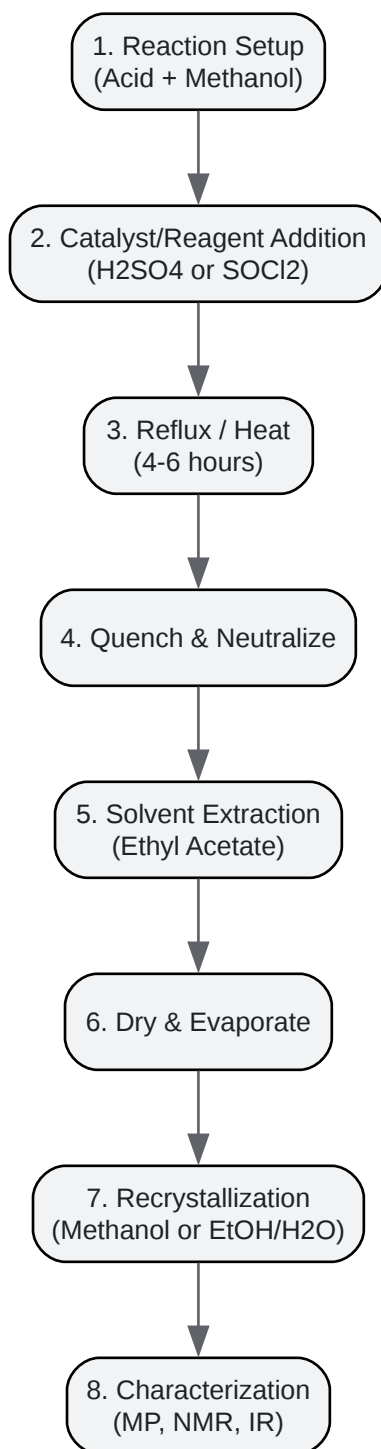 1. Reaction Setup
(Acid + Methanol)
2. Catalyst/Reagent Addition
(H2SO4 or SOCl2)
3. Reflux / Heat
(4-6 hours)
4. Quench & Neutralize
5. Solvent Extraction
(Ethyl Acetate)
6. Dry & Evaporate
7. Recrystallization
(Methanol or EtOH/H2O)
8. Characterization
(MP, NMR, IR)